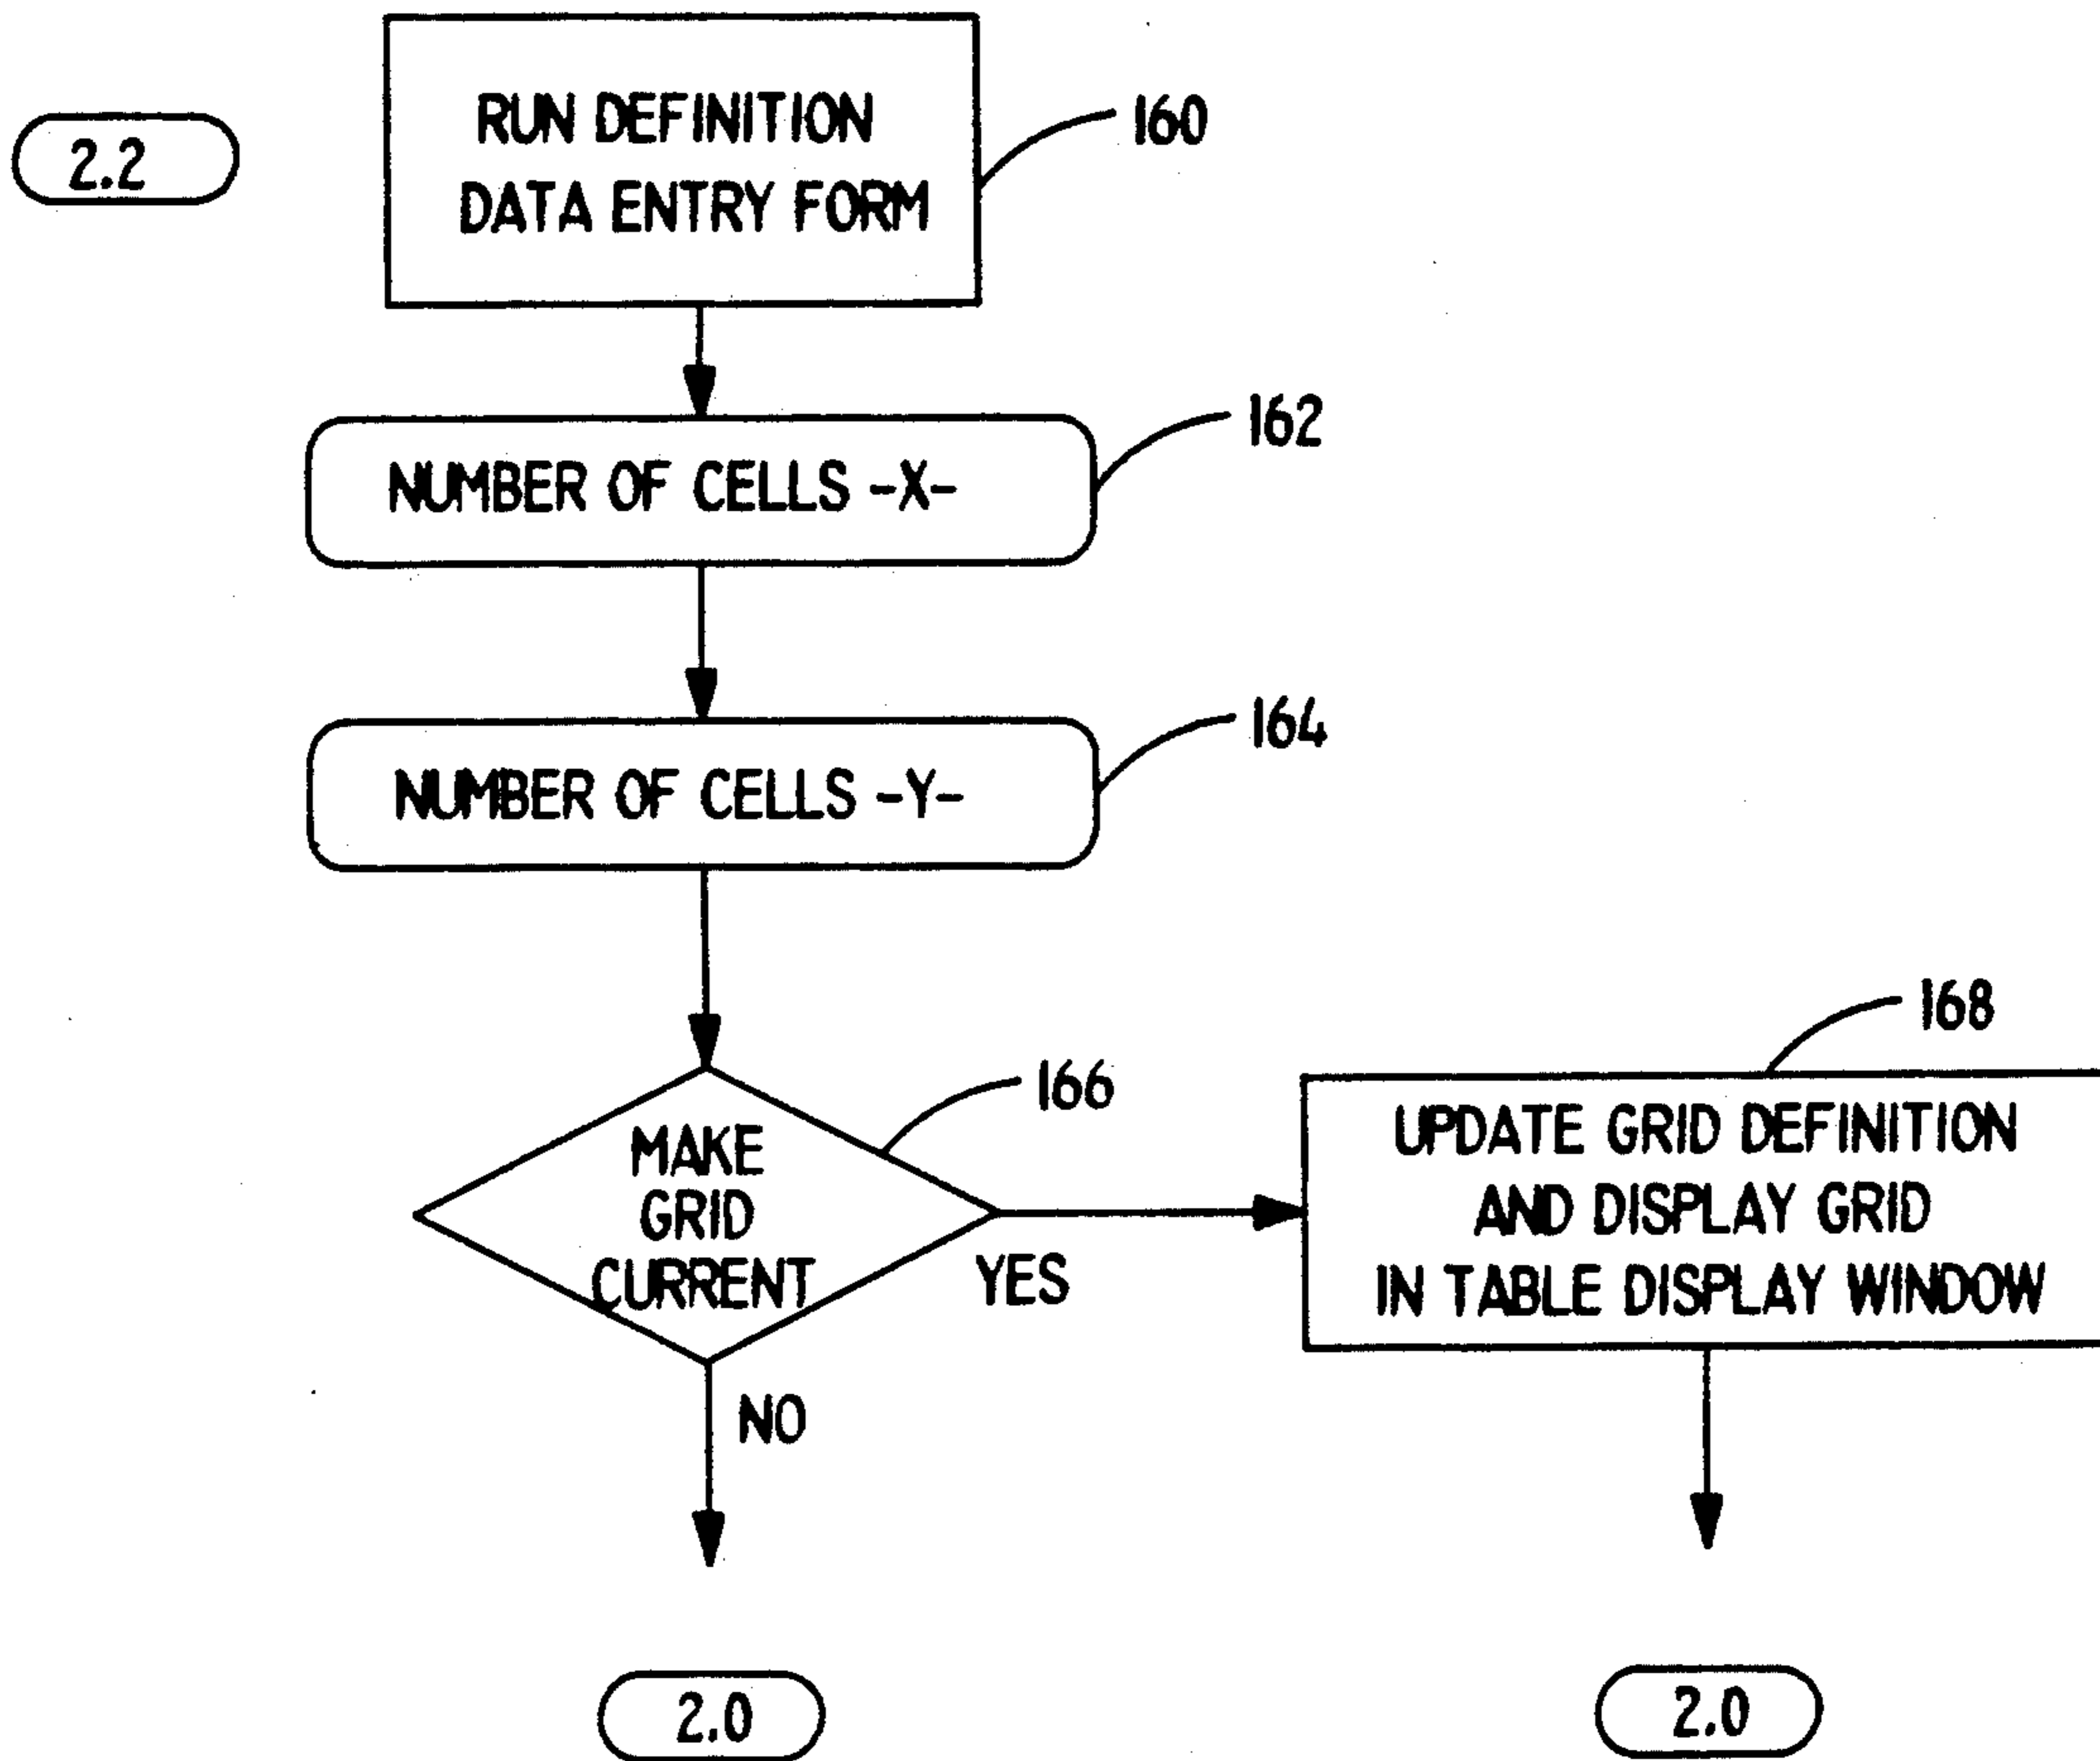 2.2
RUN DEFINITION
DATA ENTRY FORM
160
NUMBER OF CELLS -X-
162
NUMBER OF CELLS -Y-
164
MAKE
GRID
CURRENT
166
YES
NO
168
UPDATE GRID DEFINITION
AND DISPLAY GRID
IN TABLE DISPLAY WINDOW
2.0
2.0